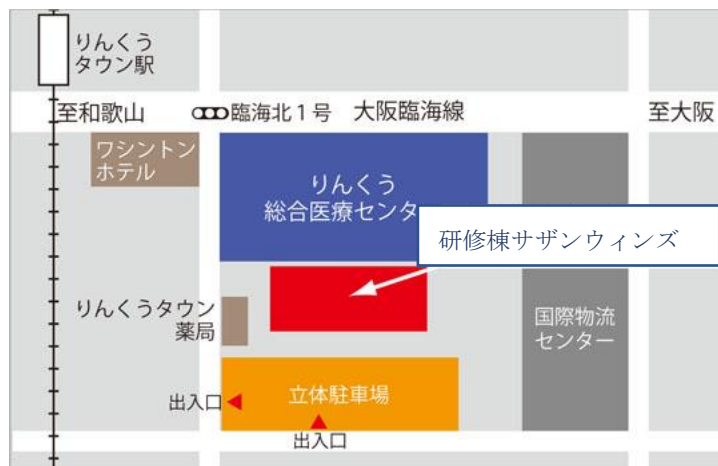 りんくう
タウン駅
至和歌山
臨海北1号
大阪臨海線
至大阪
ワシントン
ホテル
りんくう
総合医療センタ
研修棟サザンウィンズ
りんくうタウン
薬局
国際物流
センター
立体駐車場
出入口
出入口